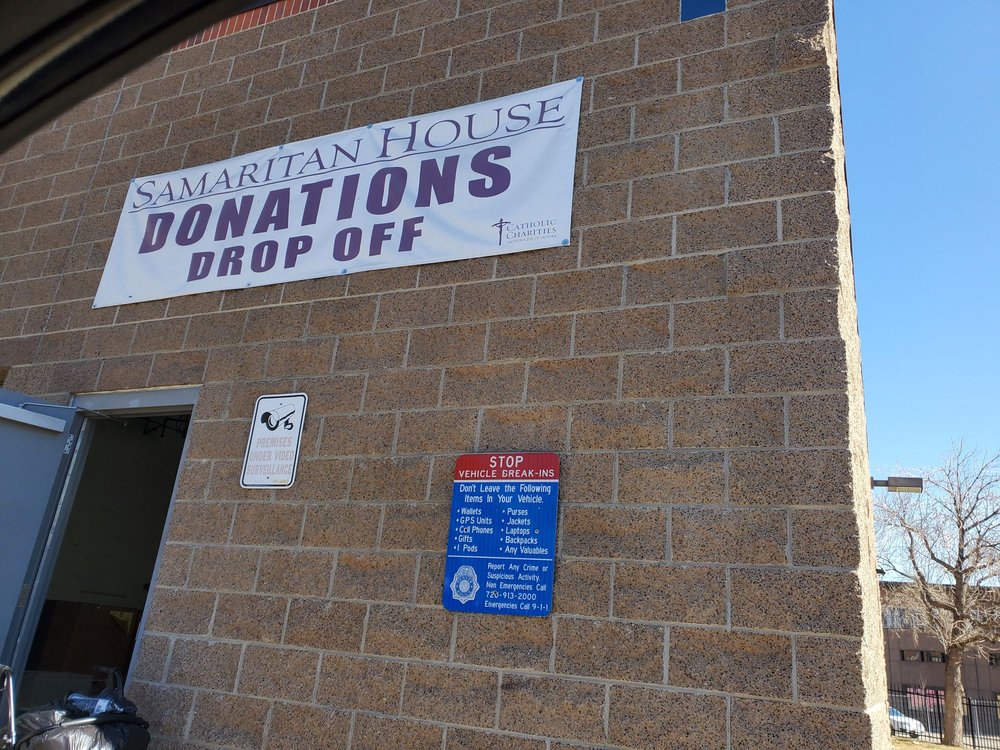 SAMARITAN HOUSE
DONATIONS
DROP OFF
CATHOLIC
CHARITIES
PREMISES
UNDER VIDEO
SURVEILLANCE
STOP
VEHICLE BREAK-INS
Don't Leave the Following
Items In Your Vehicle.
• Wallets
• GPS Units
• Cell Phones
• Gifts
• I Pods
• Purses
• Jackets
• Laptops
• Backpacks
• Any Valuables
Report Any Crime or
Suspicious Activity.
Non Emergencies Call
720-913-2000
Emergencies Call 9-1-1.